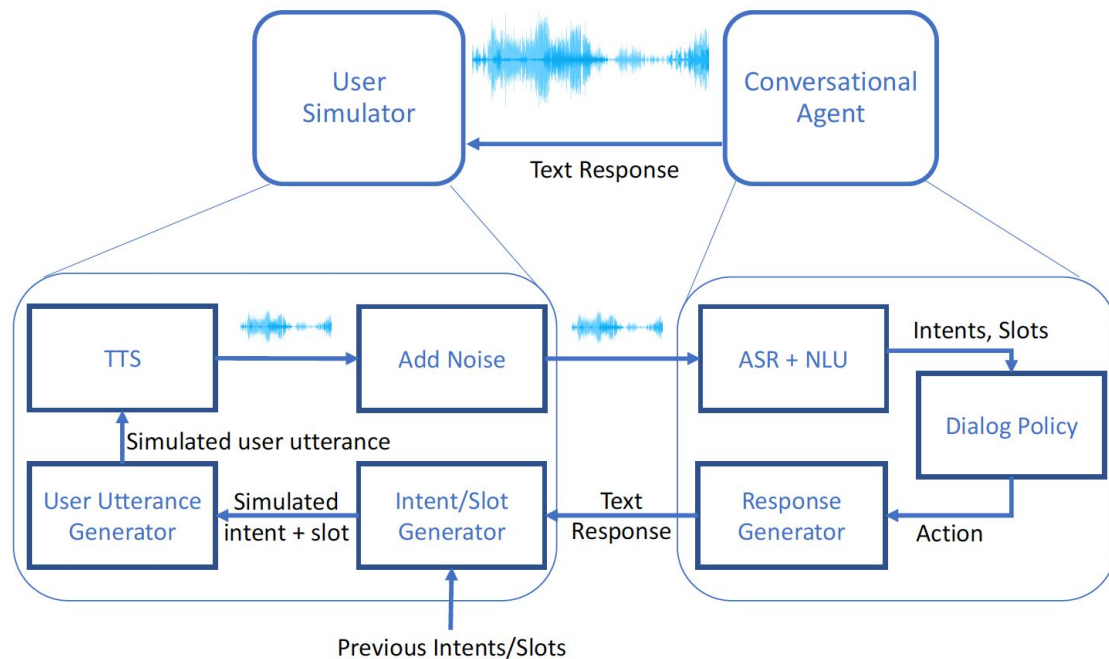 User
Simulator
Conversational
Agent
Text Response
TTS
Add Noise
ASR + NLU
Intents, Slots
Dialog Policy
Simulated user utterance
User Utterance
Generator
Simulated
intent + slot
Intent/Slot
Generator
Text
Response
Response
Generator
Action
Previous Intents/Slots